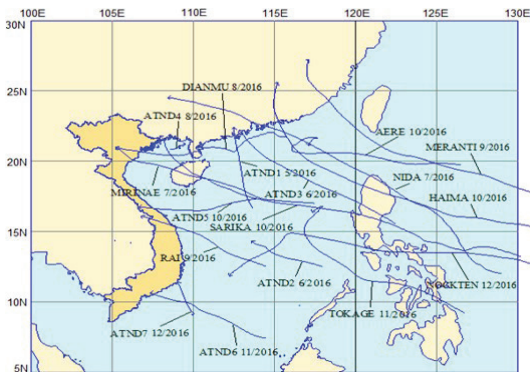 100E 105E 110E 115E 120E 125E 130E
30N
25N
DIANMU 8/2016
ATND4 8/2016
AERE 10/2016
MERANTI 9/2016
20N
ATND1 5/2016
NIDA 7/2016
MIRINAE 7/2016
ATND3 6/2016
HAIMA 10/2016
ATND5 10/2016
SARIKA 10/2016
15N
RAI 9/2016
ATND2 6/2016
NOCKTEN 12/2016
10N
TOKAGE 11/2016
ATND7 12/2016
ATND6 11/2016
5N